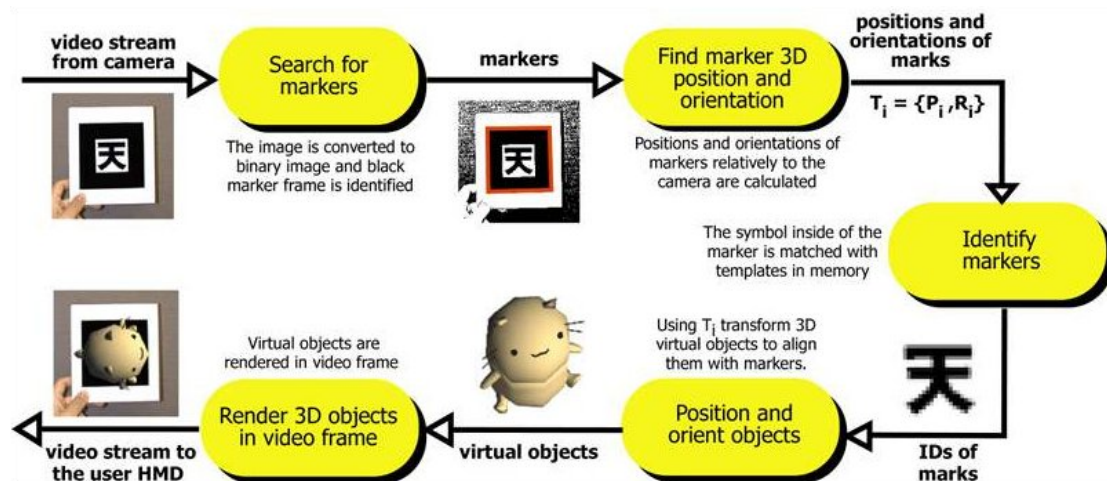 video stream
from camera
Search for
markers
The image is converted to
binary image and black
marker frame is identified
天
markers
天
Find marker 3D
position and
orientation
Positions and orientations of
markers relatively to the
camera are calculated
positions and
orientations of
marks
Tᵢ = {Pᵢ ,Rᵢ}
The symbol inside of the
marker is matched with
templates in memory
Identify
markers
天
IDs of
marks
Using Tᵢ transform 3D
virtual objects to align
them with markers.
Position and
orient objects
virtual objects
Virtual objects are
rendered in video frame
Render 3D objects
in video frame
video stream to
the user HMD